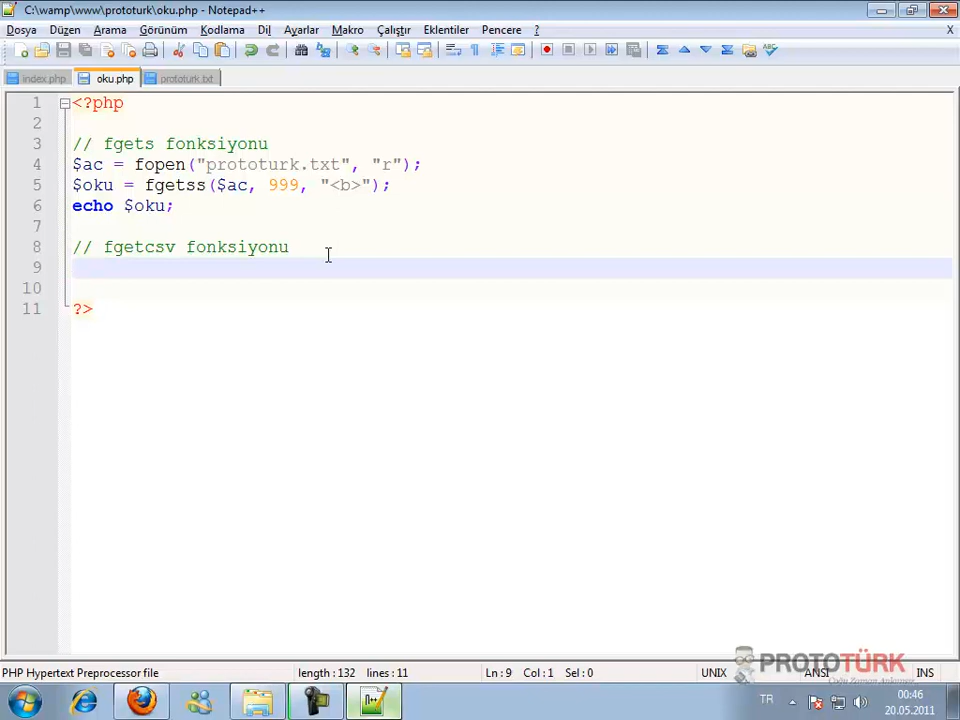 C:\wamp\www\prototurk\oku.php - Notepad++
Dosya Düzen Arama Görünüm Kodlama Dil Ayarlar Makro Çalıştır Eklentiler Pencere ? X
index.php oku.php prototurk.txt
1 <?php
2
3 // fgets fonksiyonu
4 $ac = fopen("prototurk.txt", "r");
5 $oku = fgetss($ac, 999, "<b>");
6 echo $oku;
7
8 // fgetcsv fonksiyonu
9
10
11 ?>
PROTOTÜRK
PHP Hypertext Preprocessor file length : 132 lines : 11 Ln : 9 Col : 1 Sel : 0 UNIX ANSI INS
TR 00:46
20.05.2011